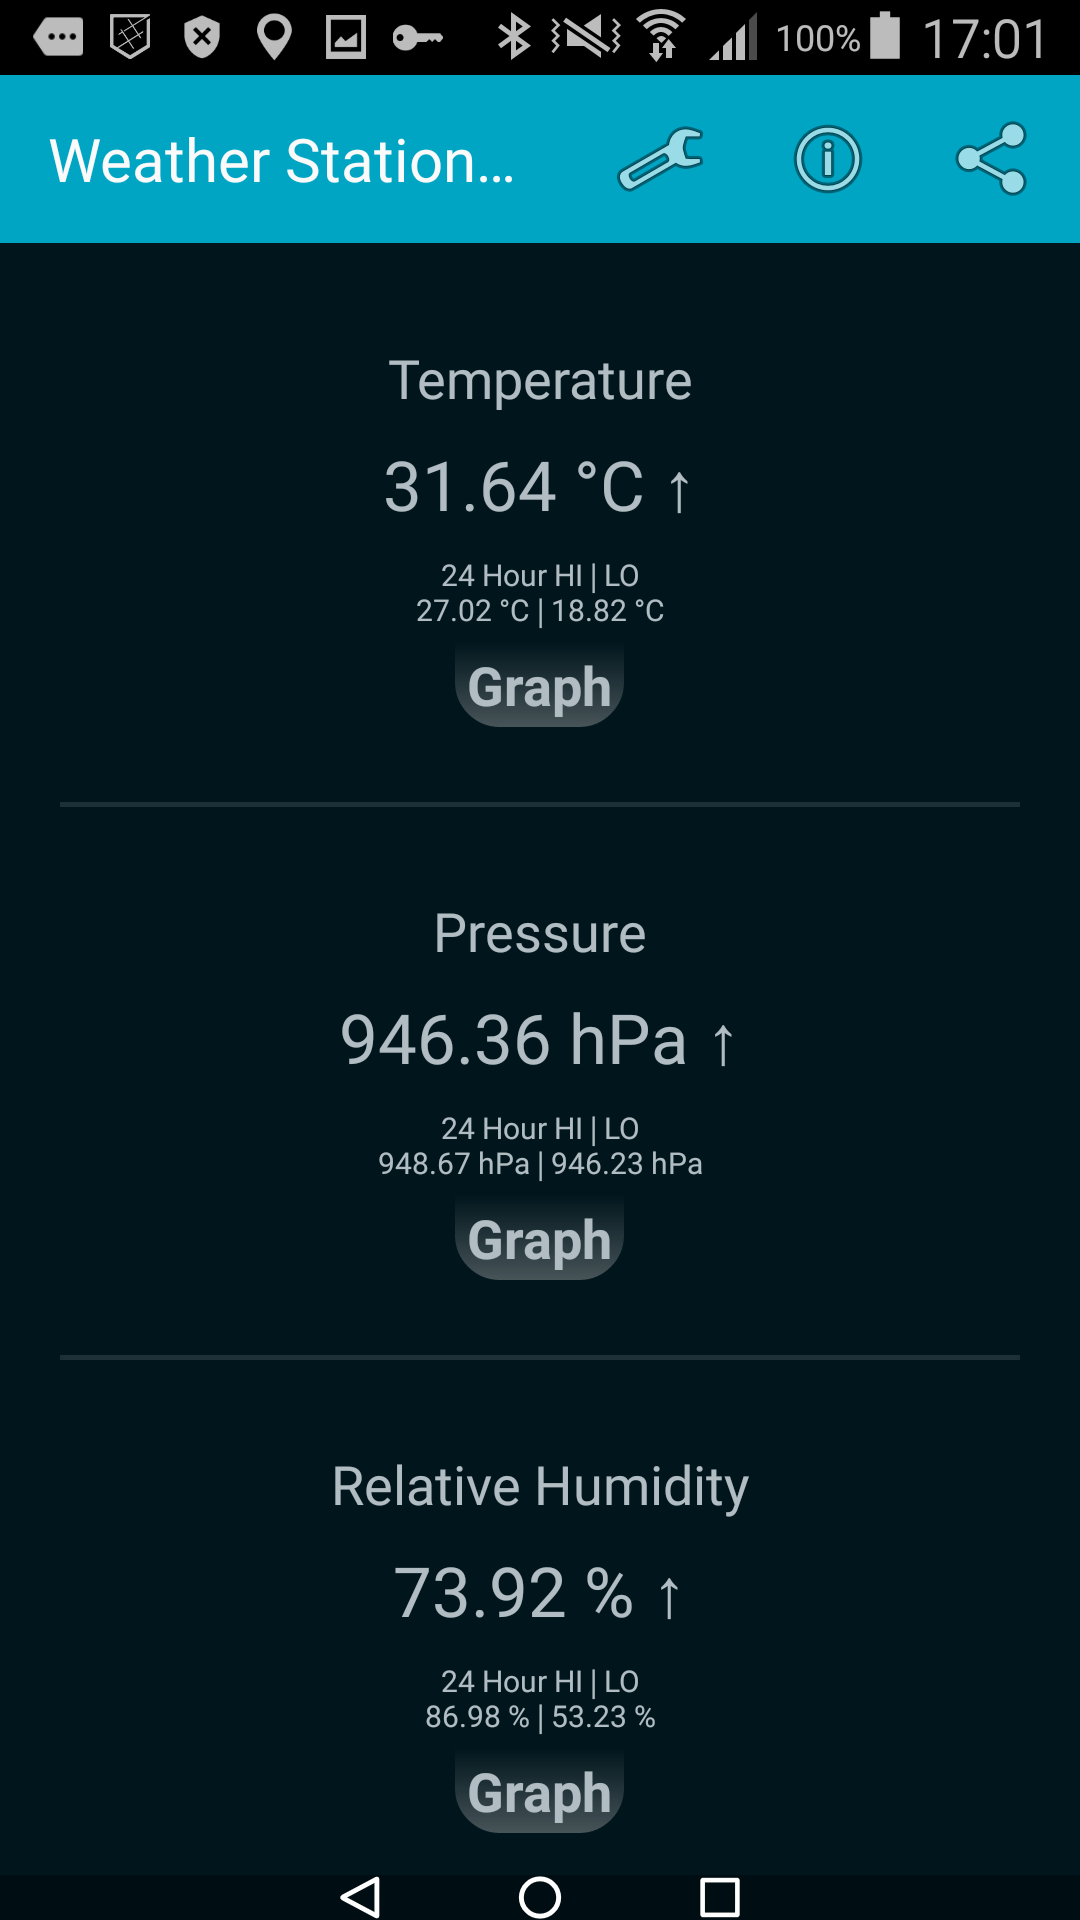 100% 17:01
Weather Station…
Temperature
31.64 °C ↑
24 Hour HI | LO
27.02 °C | 18.82 °C
Graph
Pressure
946.36 hPa ↑
24 Hour HI | LO
948.67 hPa | 946.23 hPa
Graph
Relative Humidity
73.92 % ↑
24 Hour HI | LO
86.98 % | 53.23 %
Graph